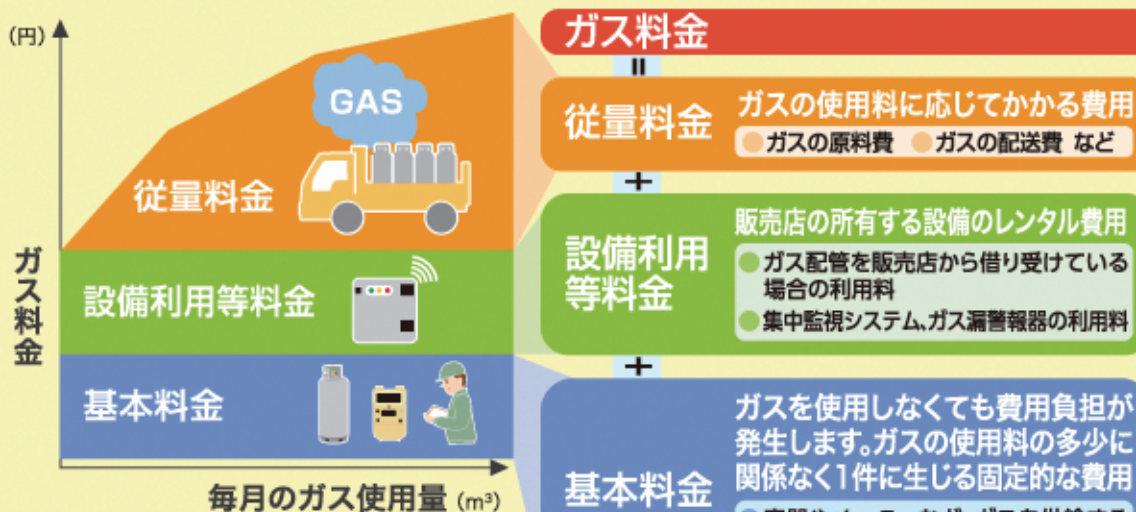 (円)
ガス料金
GAS
従量料金
設備利用等料金
基本料金
毎月のガス使用量 (m³)
ガス料金
=
従量料金
ガスの使用料に応じてかかる費用
ガスの原料費 ガスの配送費 など
+
設備利用
等料金
販売店の所有する設備のレンタル費用
ガス配管を販売店から借り受けている
場合の利用料
集中監視システム、ガス漏警報器の利用料
+
基本料金
ガスを使用しなくても費用負担が
発生します。ガスの使用料の多少に
関係なく1件に生じる固定的な費用